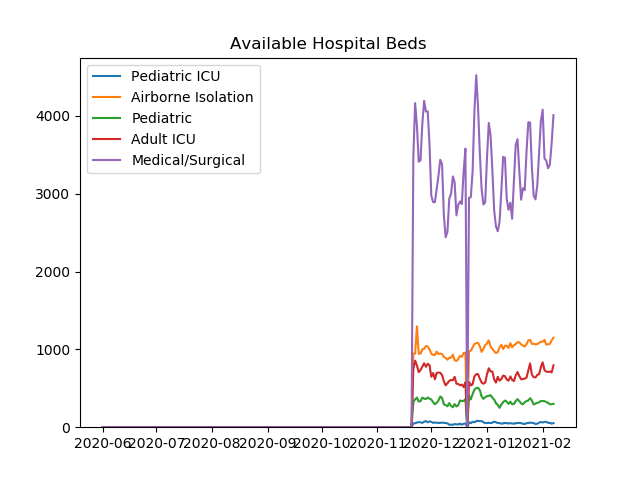 Available Hospital Beds
Pediatric ICU
Airborne Isolation
Pediatric
Adult ICU
Medical/Surgical
4000
3000
2000
1000
0
2020-06 2020-07 2020-08 2020-09 2020-10 2020-11 2020-12 2021-01 2021-02